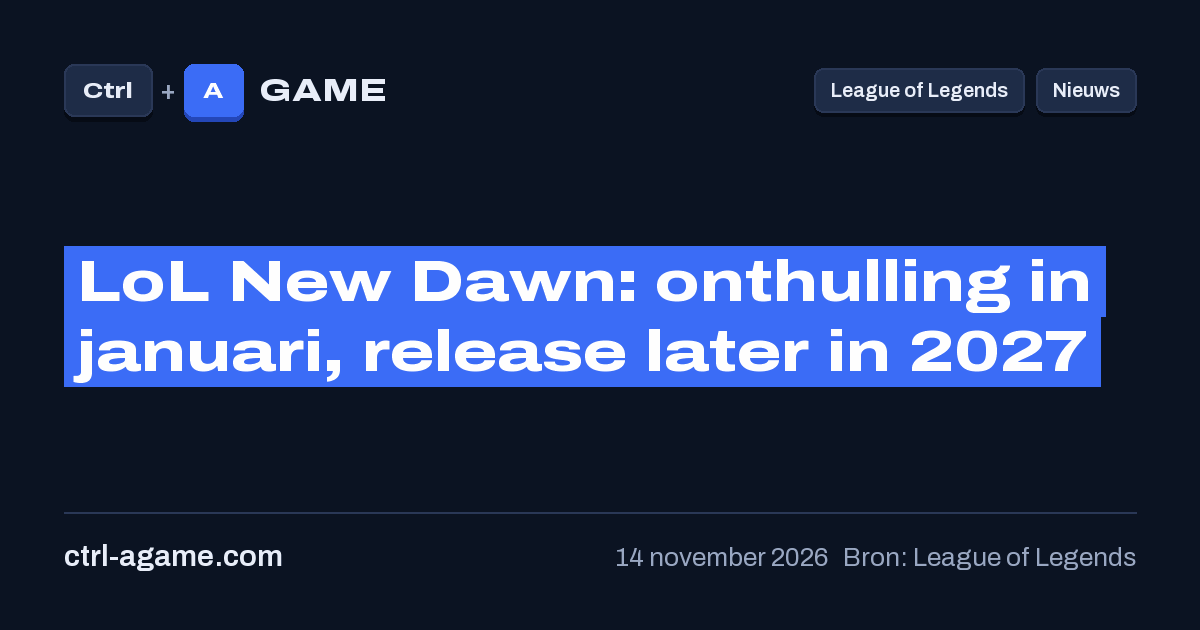 Ctrl + A GAME
League of Legends Nieuws
LoL New Dawn: onthulling in
januari, release later in 2027
ctrl-agame.com
14 november 2026 Bron: League of Legends